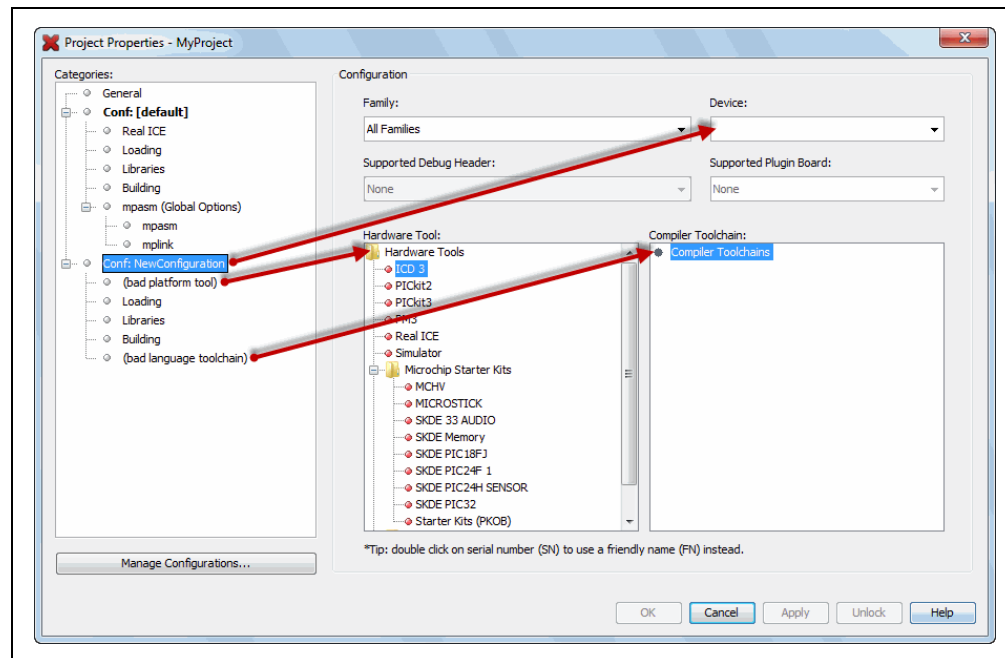 Project Properties - MyProject
X
Categories:
General
Conf: [default]
Real ICE
Loading
Libraries
Building
mpasm (Global Options)
mpasm
mplink
Conf: NewConfiguration
(bad platform tool)
Loading
Libraries
Building
(bad language toolchain)
Manage Configurations...
Configuration
Family:
Device:
All Families
Supported Debug Header:
Supported Plugin Board:
None
None
Hardware Tool:
Compiler Toolchain:
Hardware Tools
ICD 3
PICkit2
PICkit3
PM3
Real ICE
Simulator
Microchip Starter Kits
MCHV
MICROSTICK
SKDE 33 AUDIO
SKDE Memory
SKDE PIC18FJ
SKDE PIC24F 1
SKDE PIC24H SENSOR
SKDE PIC32
Starter Kits (PKOB)
Compiler Toolchains
*Tip: double click on serial number (SN) to use a friendly name (FN) instead.
OK Cancel Apply Unlock Help